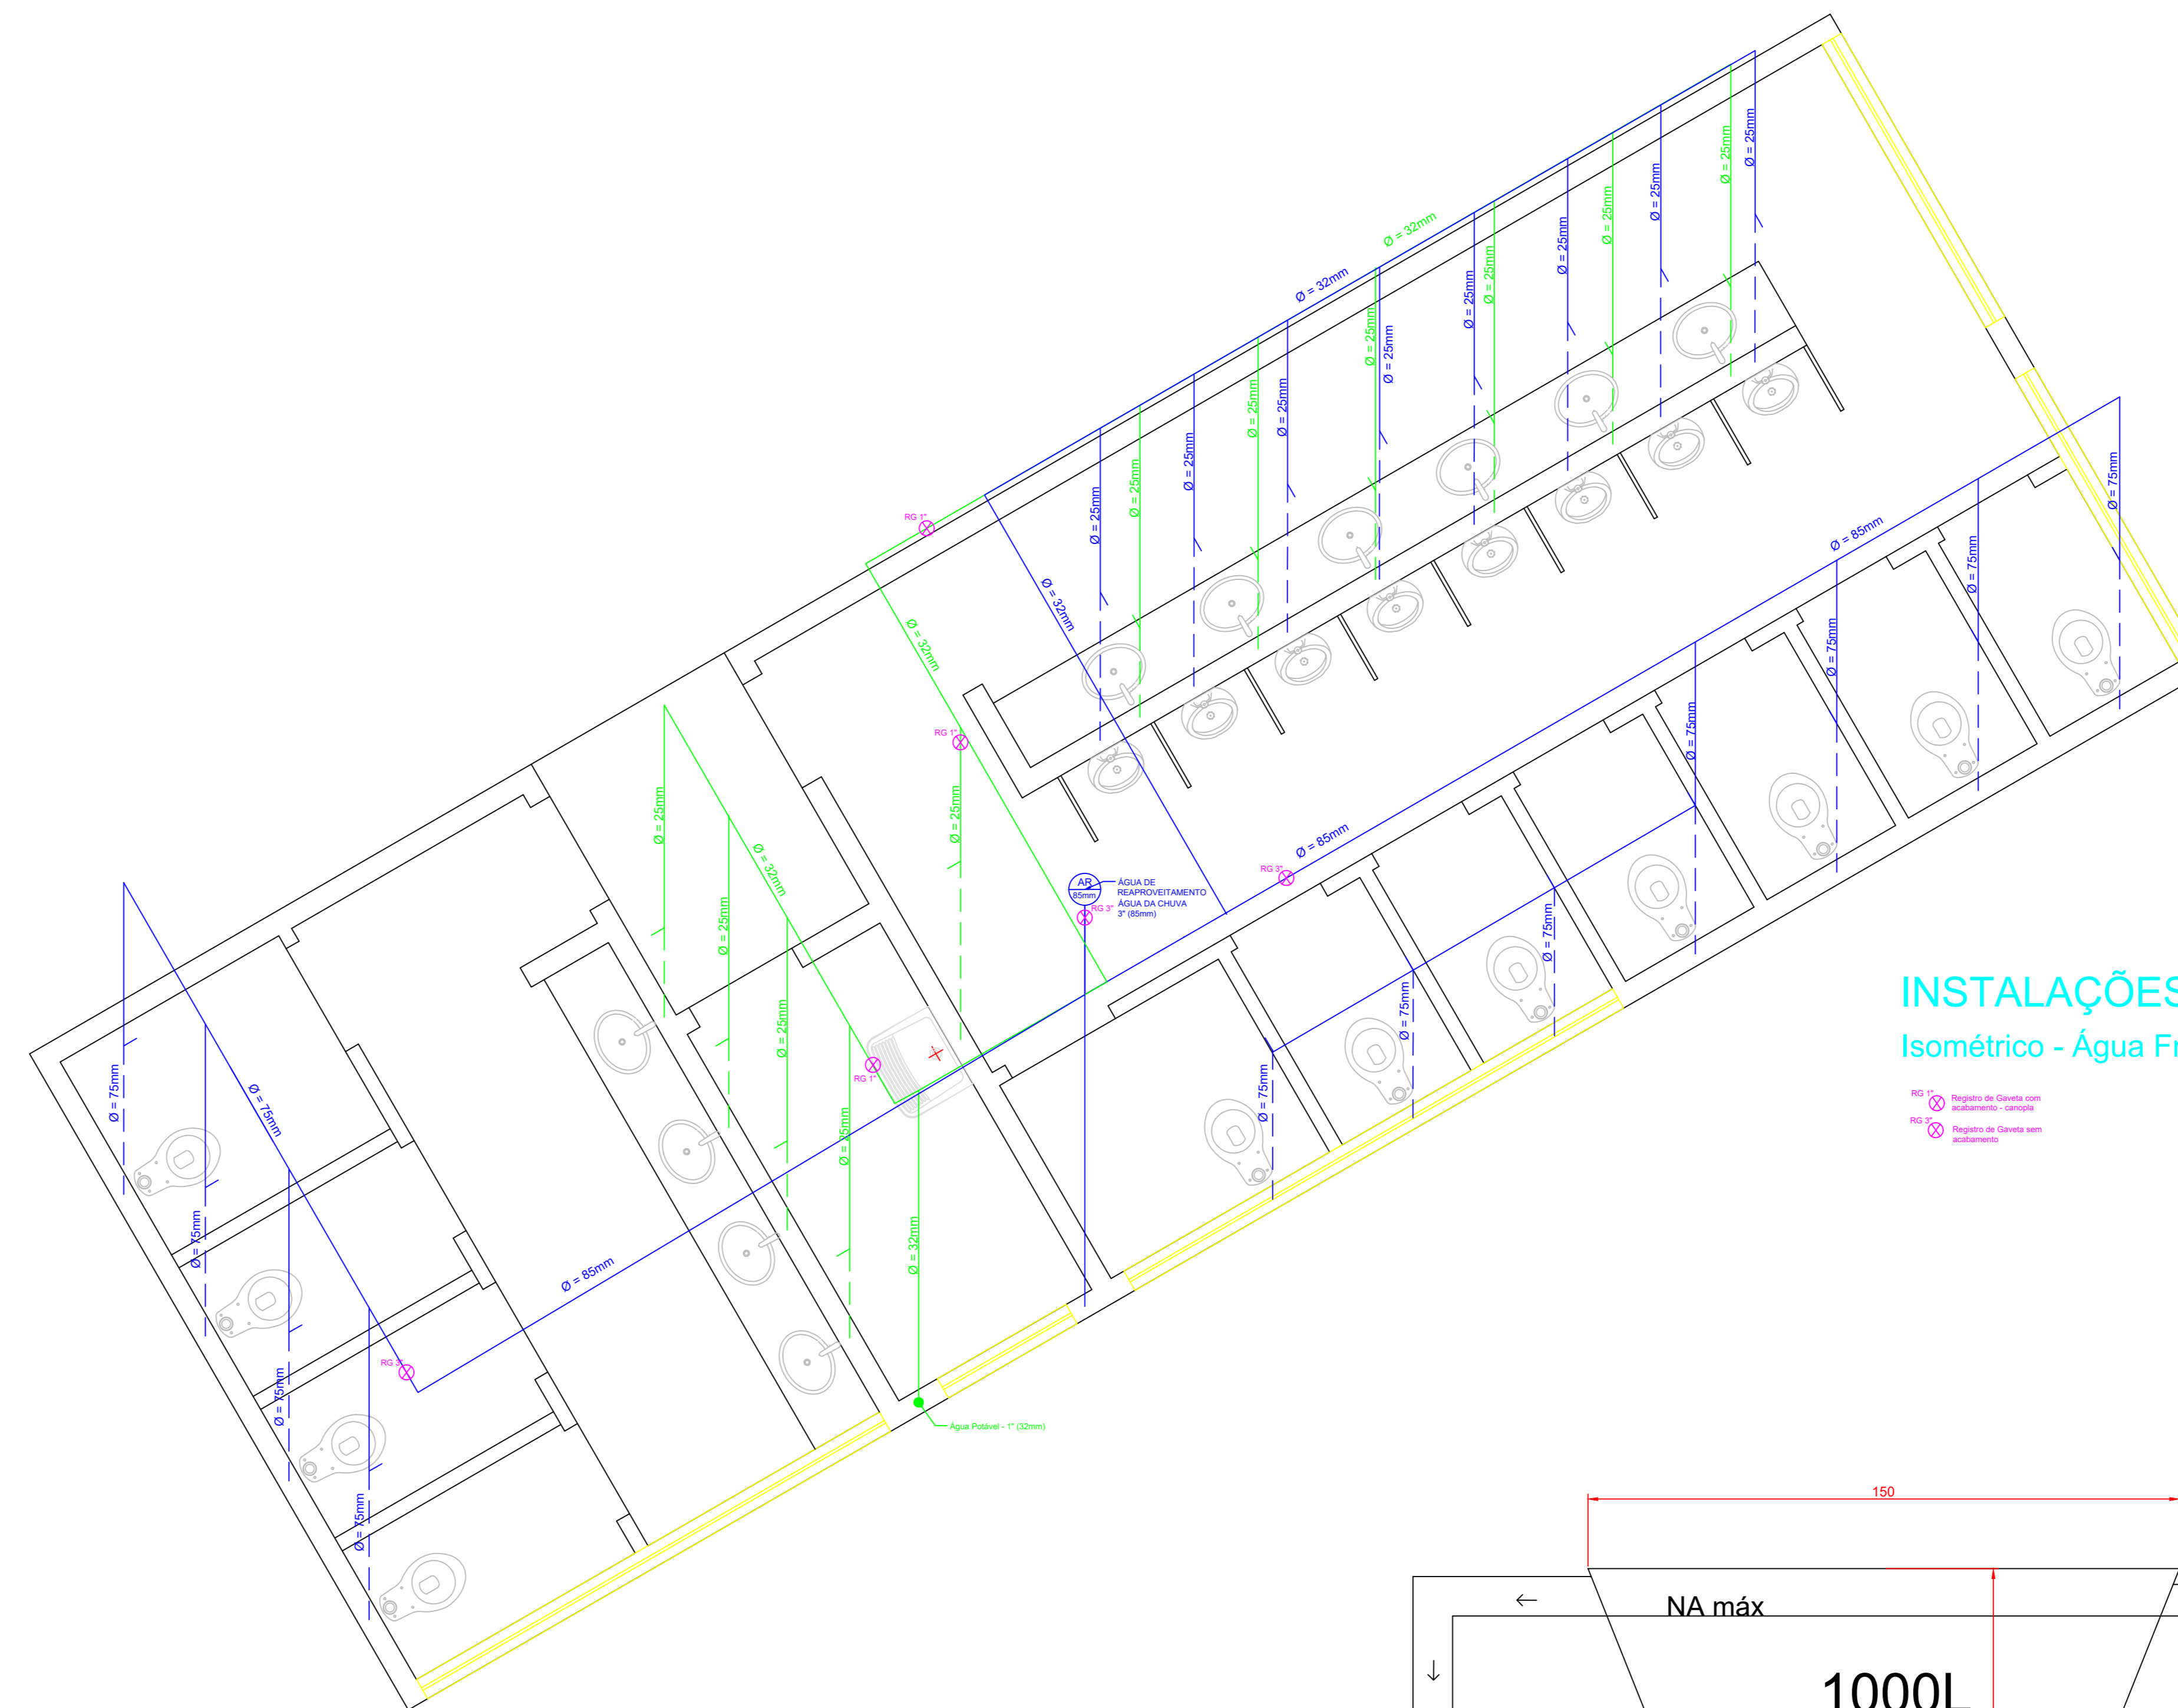 Ø = 25mm
Ø = 25mm
Ø = 25mm
Ø = 25mm
Ø = 25mm
Ø = 25mm
Ø = 25mm
Ø = 25mm
Ø = 25mm
Ø = 25mm
Ø = 25mm
Ø = 25mm
Ø = 25mm
Ø = 25mm
Ø = 32mm
Ø = 32mm
RG 1"
Ø = 32mm
Ø = 32mm
RG 1"
Ø = 25mm
Ø = 85mm
Ø = 75mm
Ø = 75mm
Ø = 75mm
Ø = 75mm
Ø = 25mm
Ø = 32mm
Ø = 25mm
Ø = 25mm
Ø = 25mm
RG 1"
AR
85mm
ÁGUA DE
REAPROVEITAMENTO
ÁGUA DA CHUVA
3" (85mm)
RG 3"
RG 3"
Ø = 85mm
Ø = 75mm
Ø = 75mm
Ø = 75mm
Ø = 75mm
Ø = 75mm
Ø = 75mm
Ø = 75mm
Ø = 75mm
RG 3"
Ø = 85mm
Ø = 32mm
Água Potável - 1" (32mm)
INSTALAÇÕES
Isométrico - Água
RG 1"
Registro de Gaveta com
acabamento - canopla
RG 3"
Registro de Gaveta sem
acabamento
150
NA máx
1000L